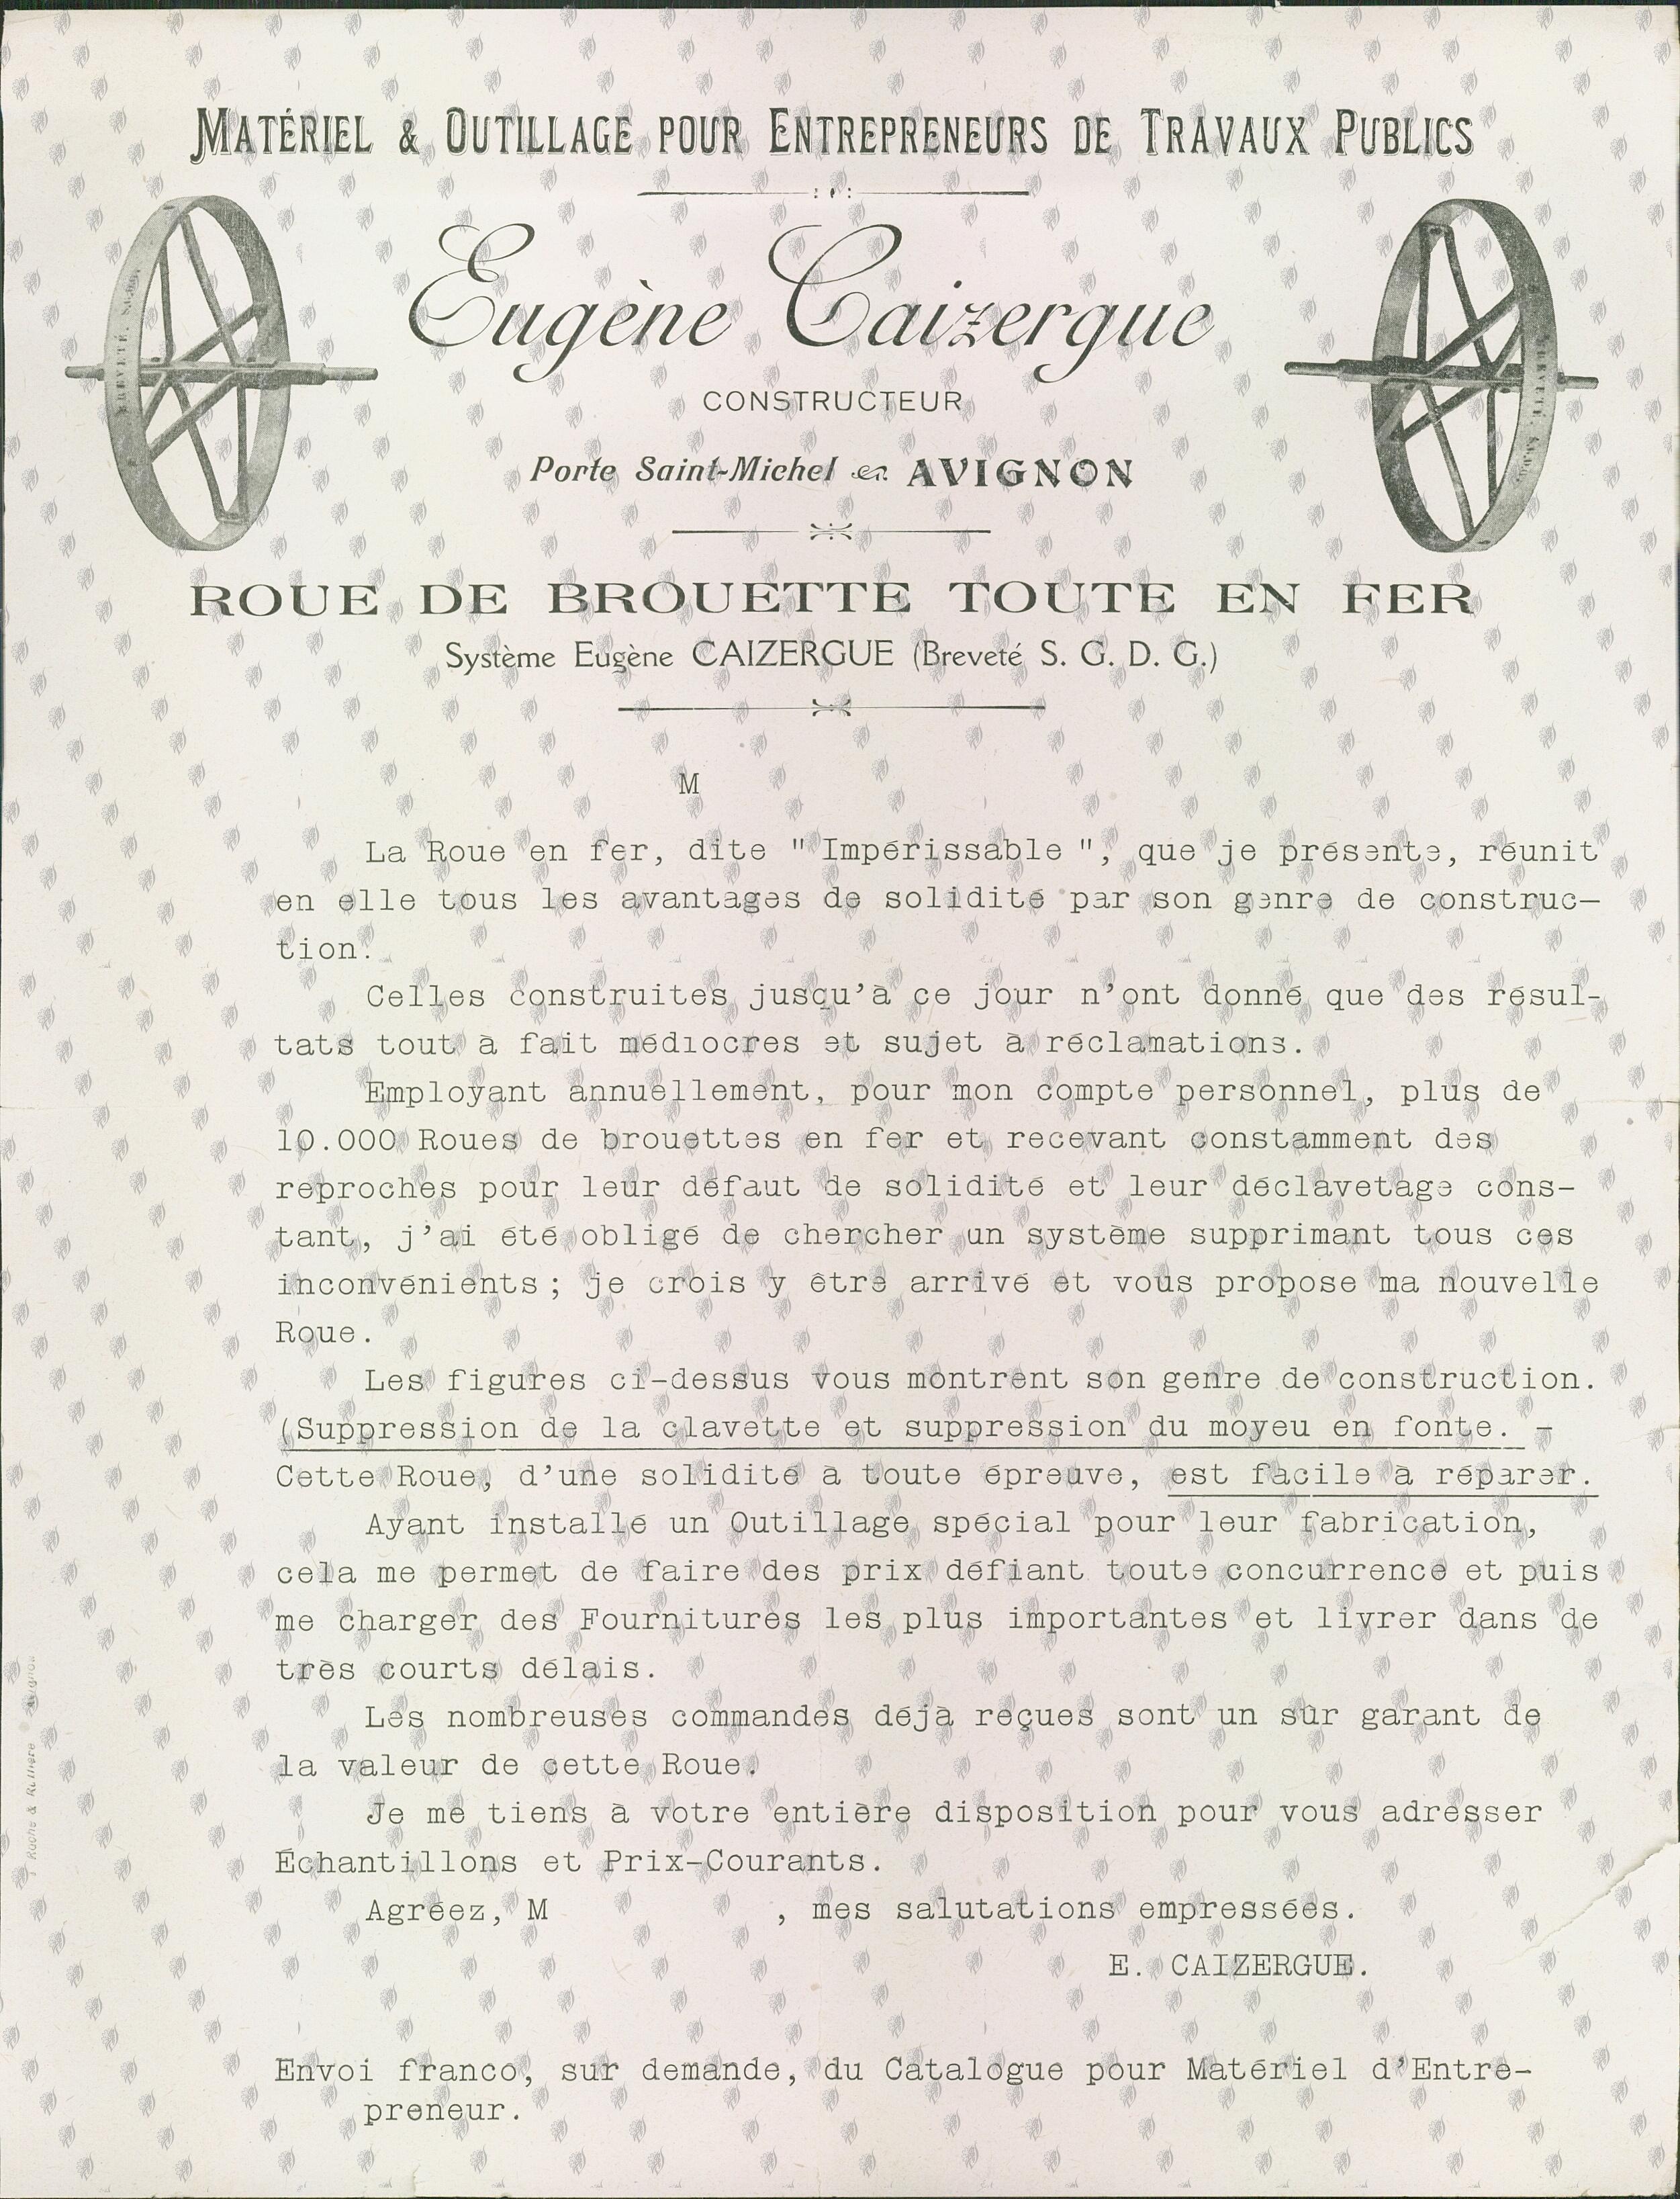 MATÉRIEL & OUTILLAGE POUR ENTREPRENEURS DE TRAVAUX PUBLICS
Eugène Caizergue
CONSTRUCTEUR
Porte Saint-Michel en AVIGNON
BREVETÉ. S.G.D.G.
BREVETÉ. S.G.D.G.
ROUE DE BROUETTE TOUTE EN FER
Système Eugène CAIZERGUE (Breveté S. G. D. G.)
M
La Roue en fer, dite " Impérissable ", que je présente, réunit
en elle tous les avantages de solidité par son genre de construc-
tion.
Celles construites jusqu'à ce jour n'ont donné que des résul-
tats tout à fait médiocres et sujet à réclamations.
Employant annuellement, pour mon compte personnel, plus de
10.000 Roues de brouettes en fer et recevant constamment des
reproches pour leur défaut de solidité et leur déclavetage cons-
tant, j'ai été obligé de chercher un système supprimant tous ces
inconvénients ; je crois y être arrivé et vous propose ma nouvelle
Roue.
Les figures ci-dessus vous montrent son genre de construction.
(Suppression de la clavette et suppression du moyeu en fonte. -
Cette Roue, d'une solidité à toute épreuve, est facile à réparer.
Ayant installé un Outillage spécial pour leur fabrication,
cela me permet de faire des prix défiant toute concurrence et puis
me charger des Fournitures les plus importantes et livrer dans de
très courts délais.
Les nombreuses commandes déjà reçues sont un sûr garant de
la valeur de cette Roue.
Je me tiens à votre entière disposition pour vous adresser
Échantillons et Prix-Courants.
Agréez, M , mes salutations empressées.
E. CAIZERGUE.
Envoi franco, sur demande, du Catalogue pour Matériel d'Entre-
preneur.
Roche & Avignon